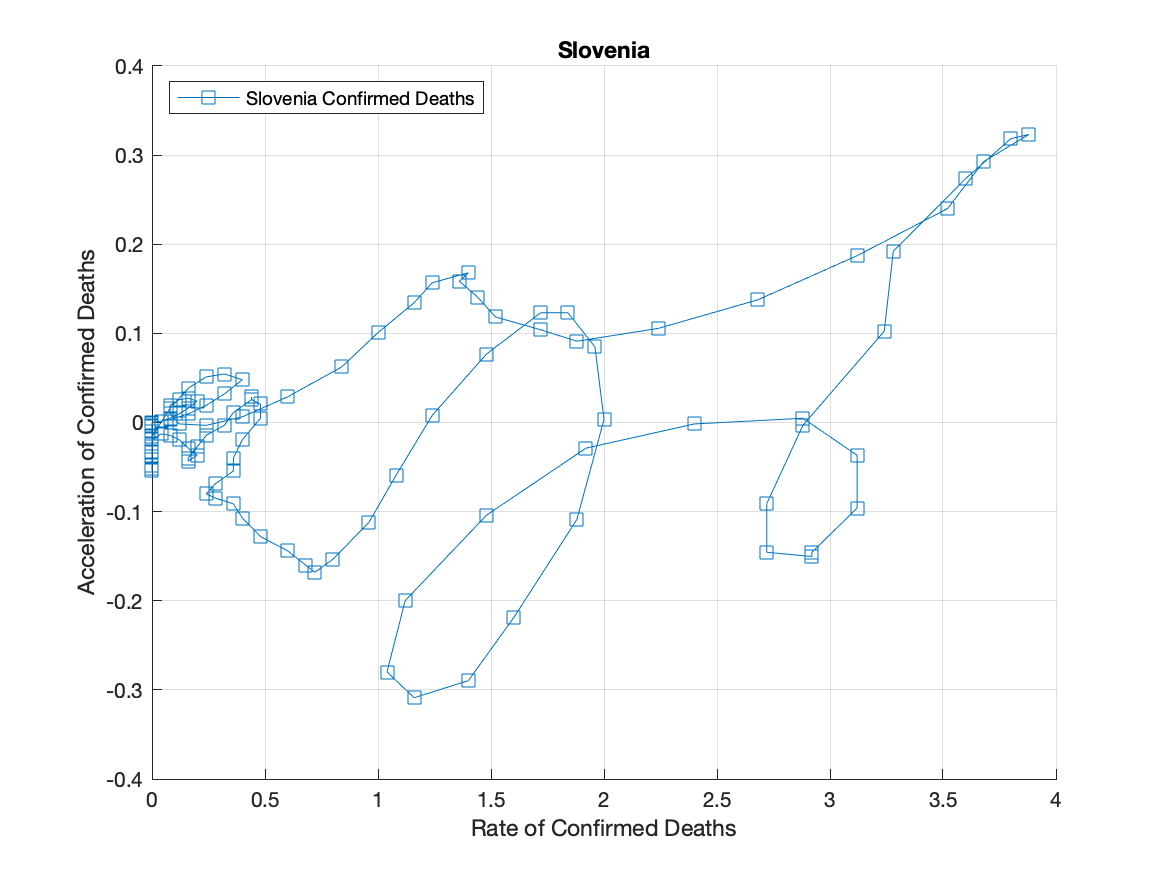 Slovenia
Slovenia Confirmed Deaths
Acceleration of Confirmed Deaths
0.4
0.3
0.2
0.1
0
-0.1
-0.2
-0.3
-0.4
0 0.5 1 1.5 2 2.5 3 3.5 4
Rate of Confirmed Deaths